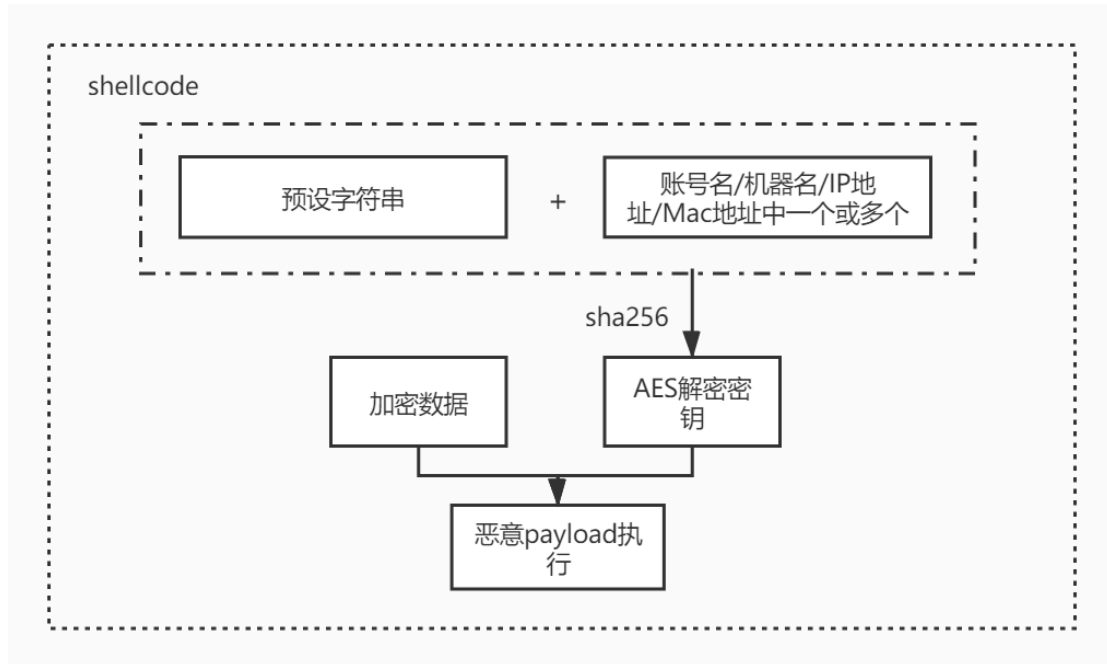 shellcode
预设字符串
+
账号名/机器名/IP地
址/Mac地址中一个或多个
sha256
加密数据
AES解密密
钥
恶意payload执
行